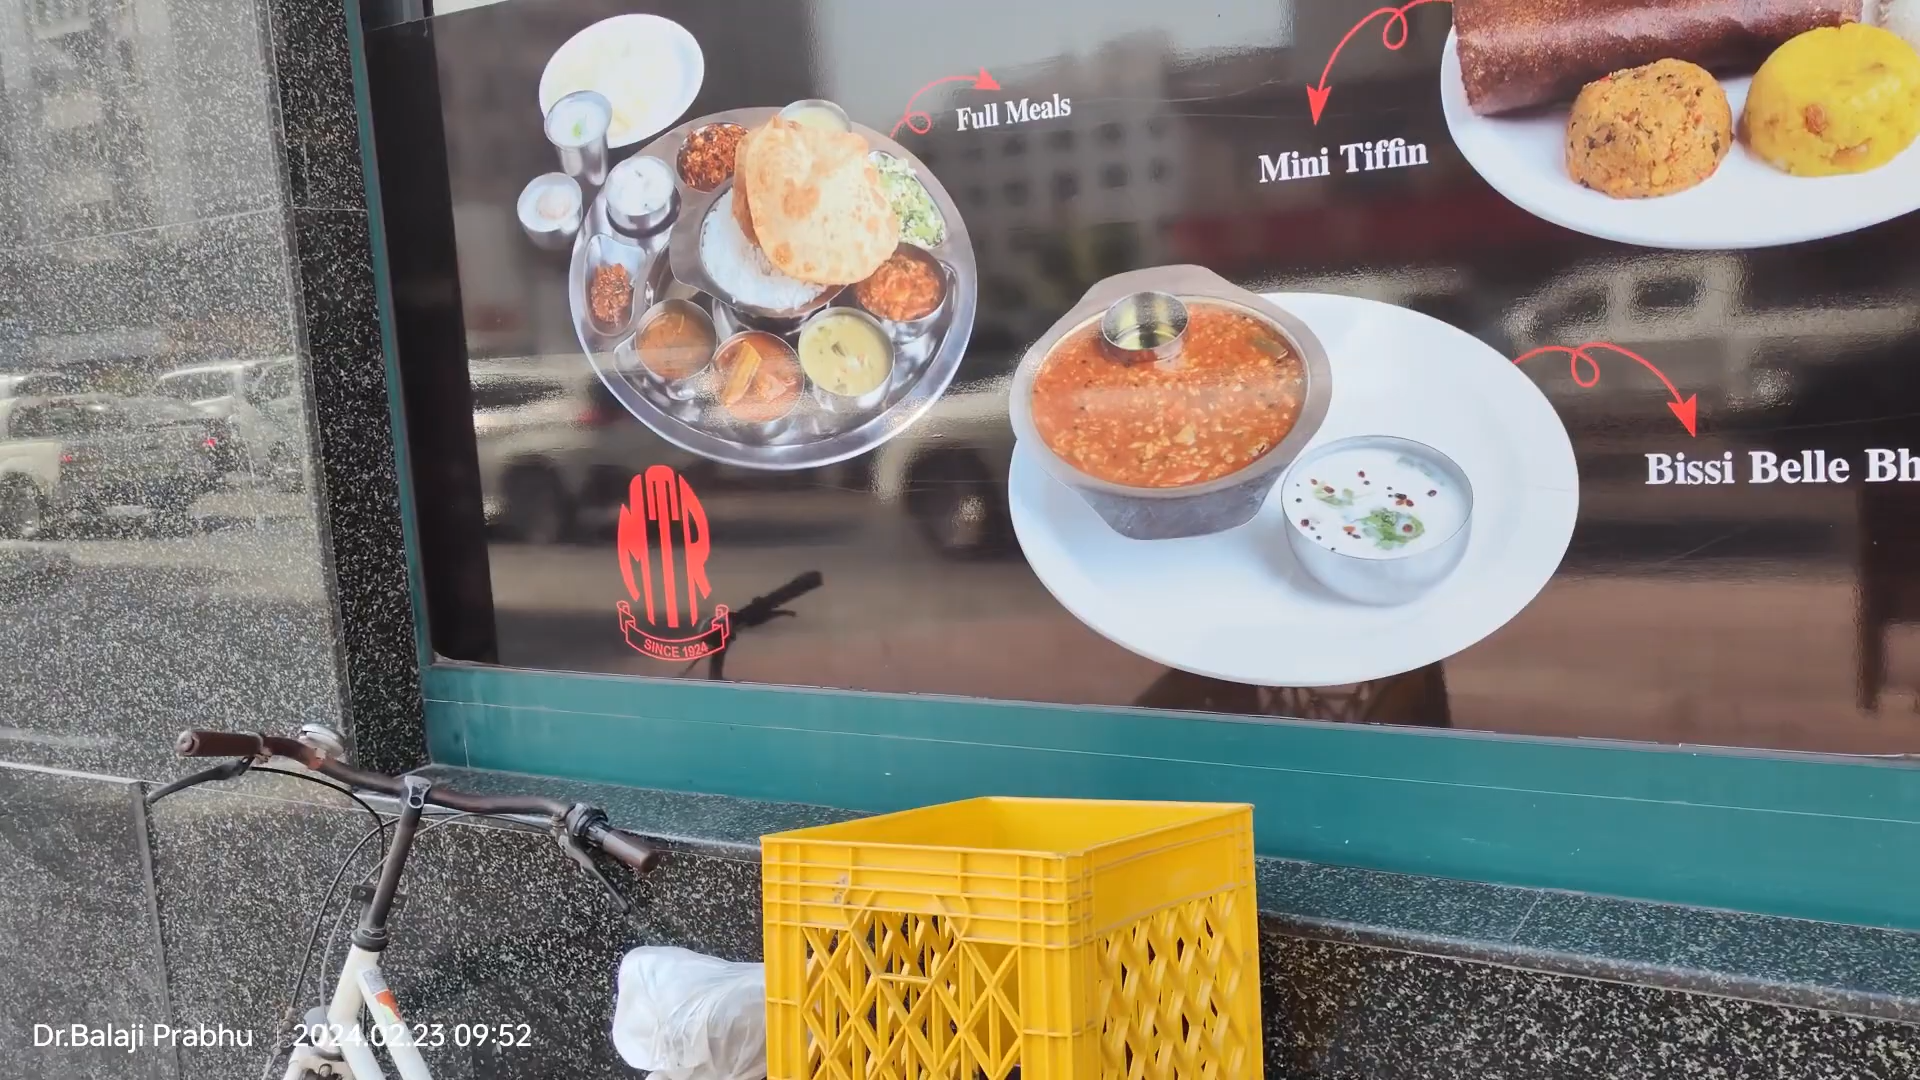 Full Meals
Mini Tiffin
Bissi Belle Bh
MTR
SINCE 1924
Dr.Balaji Prabhu | 2024.02.23 09:52